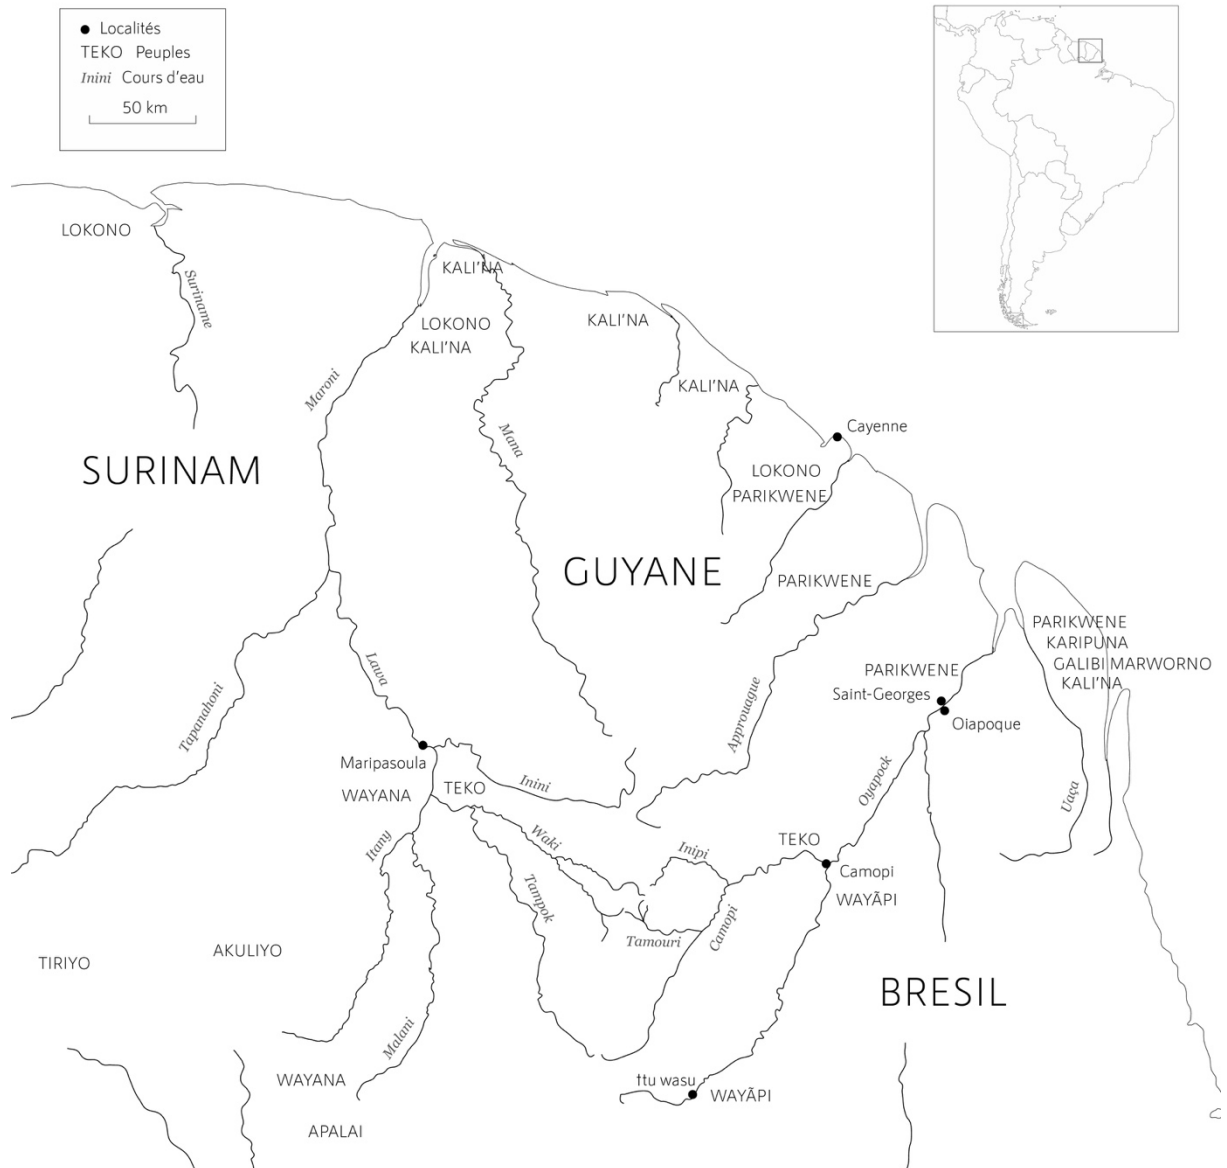 Localités
TEKO Peuples
Inini Cours d'eau
50 km
LOKONO
Suriname
KALI'NA
LOKONO
KALI'NA
KALI'NA
KALI'NA
Maroni
Mana
Cayenne
SURINAM
LOKONO
PARIKWENE
GUYANE
PARIKWENE
PARIKWENE
KARIPUNA
GALIBI MARWORNO
KALI'NA
Lawa
Tapanahoni
Approuague
PARIKWENE
Saint-Georges
Oiapoque
Maripasoula
WAYANA
TEKO
Inini
Oyapock
Uaça
Itany
Waki
Inipi
TEKO
Camopi
WAYÃPI
Tampok
Tamouri
Camopi
TIRIYO
AKULIYO
BRESIL
Malani
WAYANA
ttu wasu
WAYÃPI
APALAI